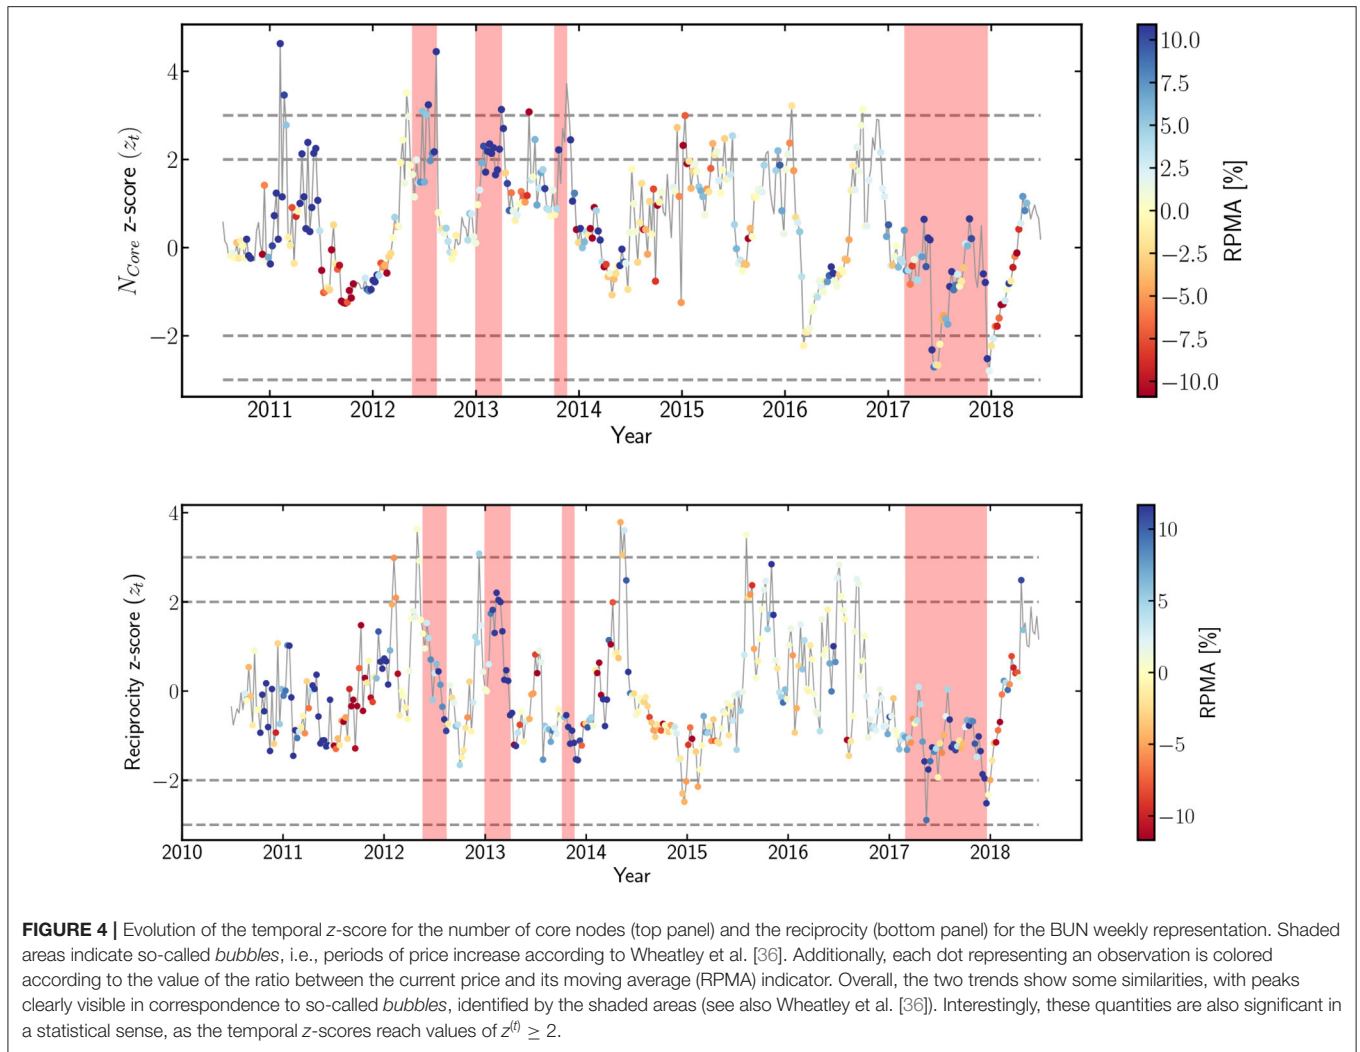 4
2
0
−2
N_Core z-score (z_t)
2011 2012 2013 2014 2015 2016 2017 2018
Year
10.0
7.5
5.0
2.5
0.0
−2.5
−5.0
−7.5
−10.0
RPMA [%]
4
3
2
0
−2
−3
Reciprocity z-score (z_t)
2010 2011 2012 2013 2014 2015 2016 2017 2018
Year
10
5
0
−5
−10
RPMA [%]
FIGURE 4 | Evolution of the temporal z-score for the number of core nodes (top panel) and the reciprocity (bottom panel) for the BUN weekly representation. Shaded
areas indicate so-called bubbles, i.e., periods of price increase according to Wheatley et al. [36]. Additionally, each dot representing an observation is colored
according to the value of the ratio between the current price and its moving average (RPMA) indicator. Overall, the two trends show some similarities, with peaks
clearly visible in correspondence to so-called bubbles, identified by the shaded areas (see also Wheatley et al. [36]). Interestingly, these quantities are also significant in
a statistical sense, as the temporal z-scores reach values of z^(t) ≥ 2.